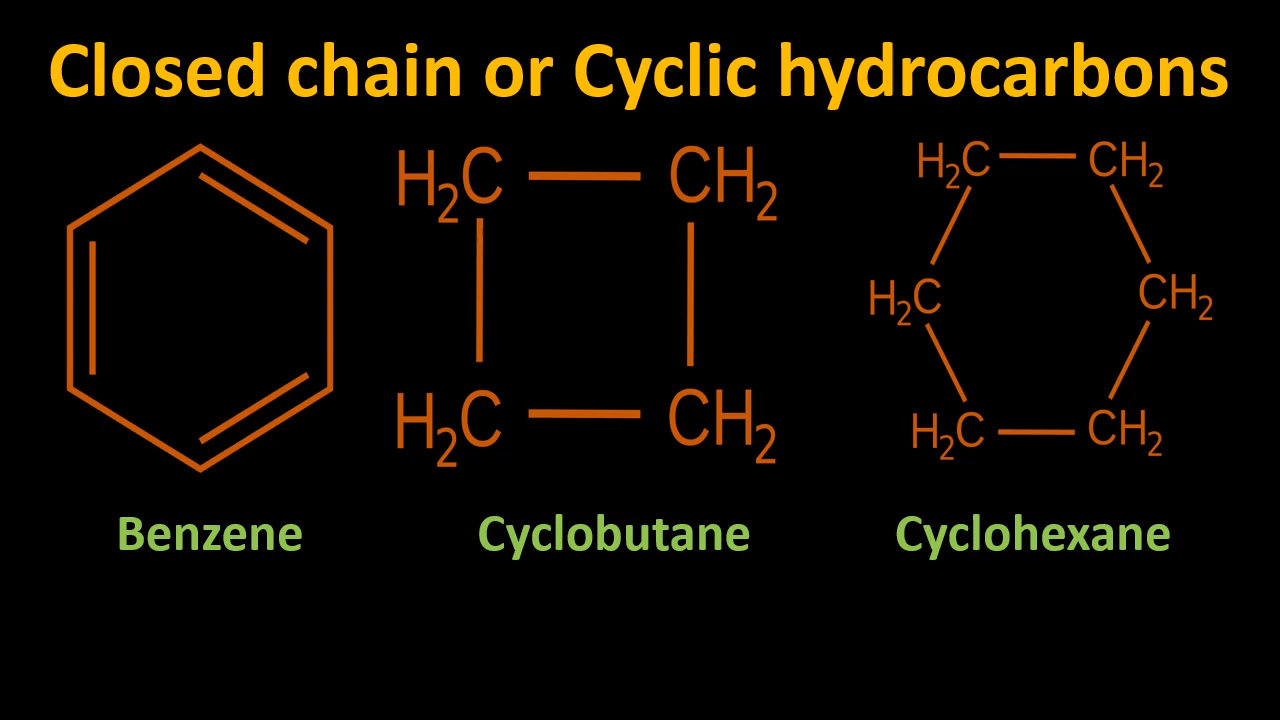 Closed chain or Cyclic hydrocarbons
H₂C CH₂ H₂C CH₂
H₂C CH₂
H₂C CH₂ H₂C CH₂
Benzene Cyclobutane Cyclohexane